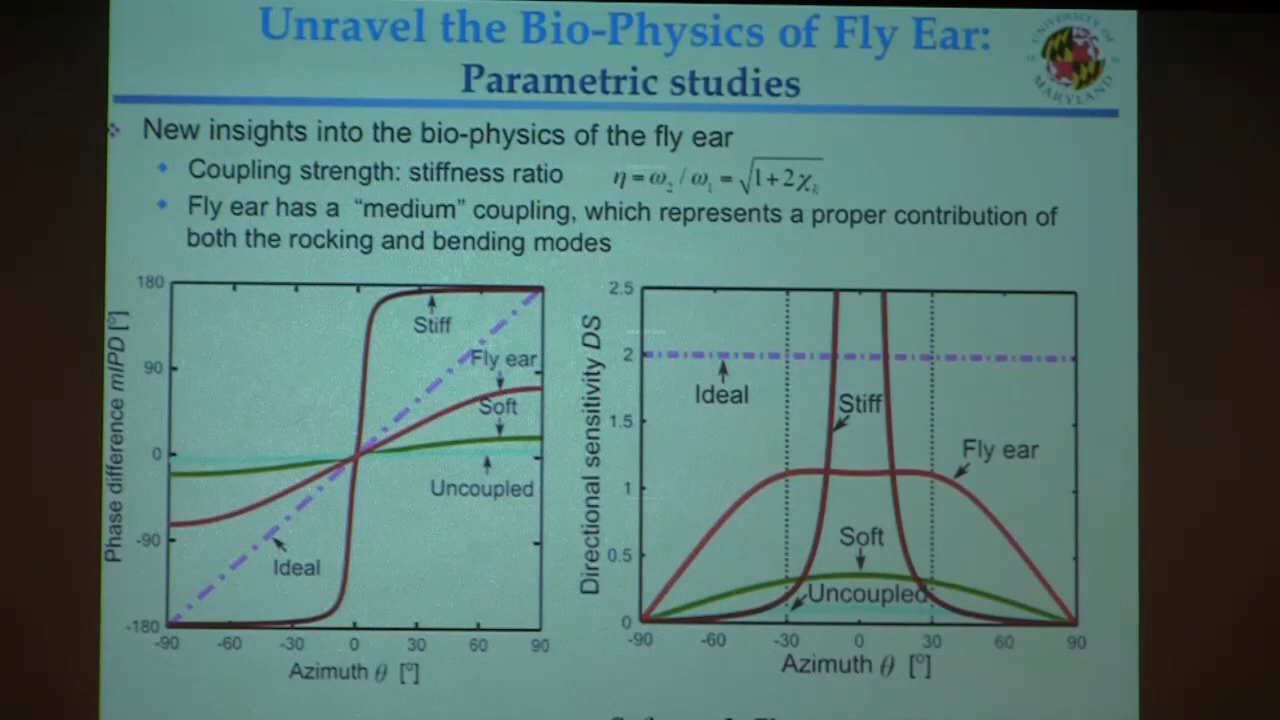 Unravel the Bio-Physics of Fly Ear:
Parametric studies
UNIVERSITY OF
MARYLAND
New insights into the bio-physics of the fly ear
Coupling strength: stiffness ratio η = ω₂ / ω₁ = √1+2χₖ
Fly ear has a “medium” coupling, which represents a proper contribution of
both the rocking and bending modes
Phase difference mIPD [°]
180
90
0
-90
-180
Stiff
Fly ear
Soft
Uncoupled
Ideal
-90 -60 -30 0 30 60 90
Azimuth θ [°]
Directional sensitivity DS
2.5
2
1.5
1
0.5
0
Ideal
Stiff
Fly ear
Soft
Uncoupled
-90 -60 -30 0 30 60 90
Azimuth θ [°]